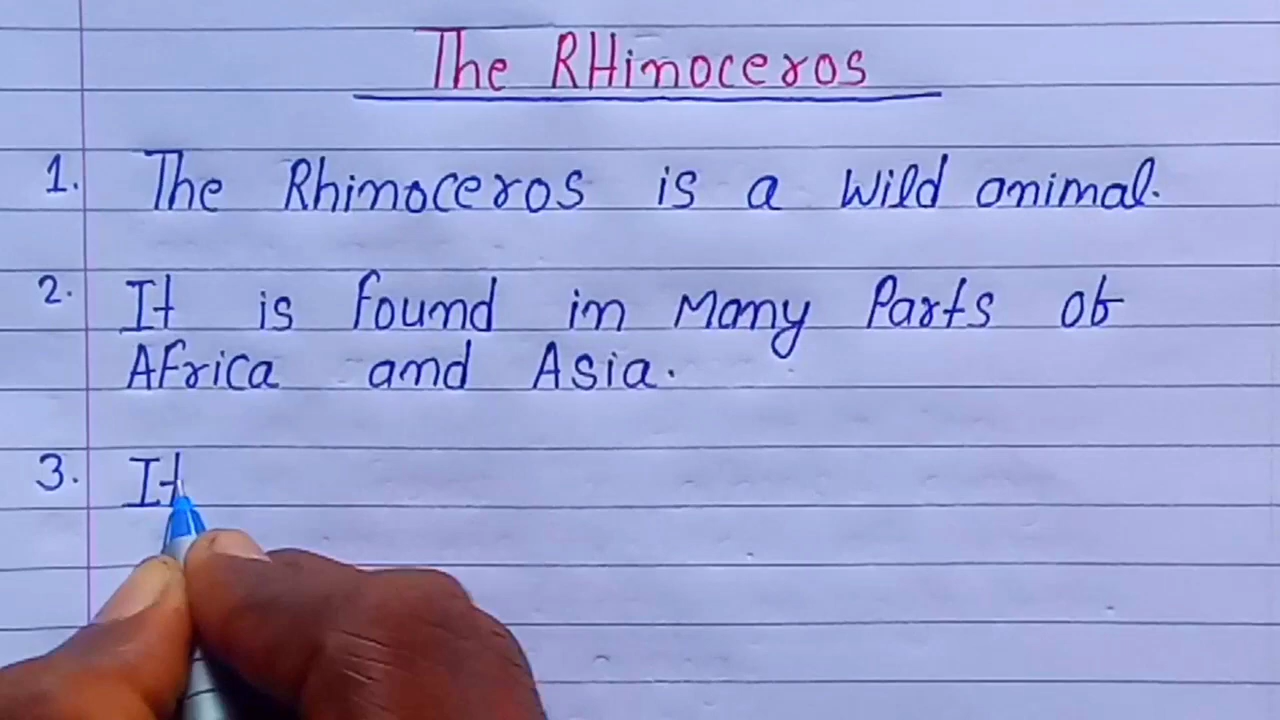 The RHinoceros
1. The Rhinoceros is a Wild animal.
2. It is found in Many Parts of
Africa and Asia.
3. It